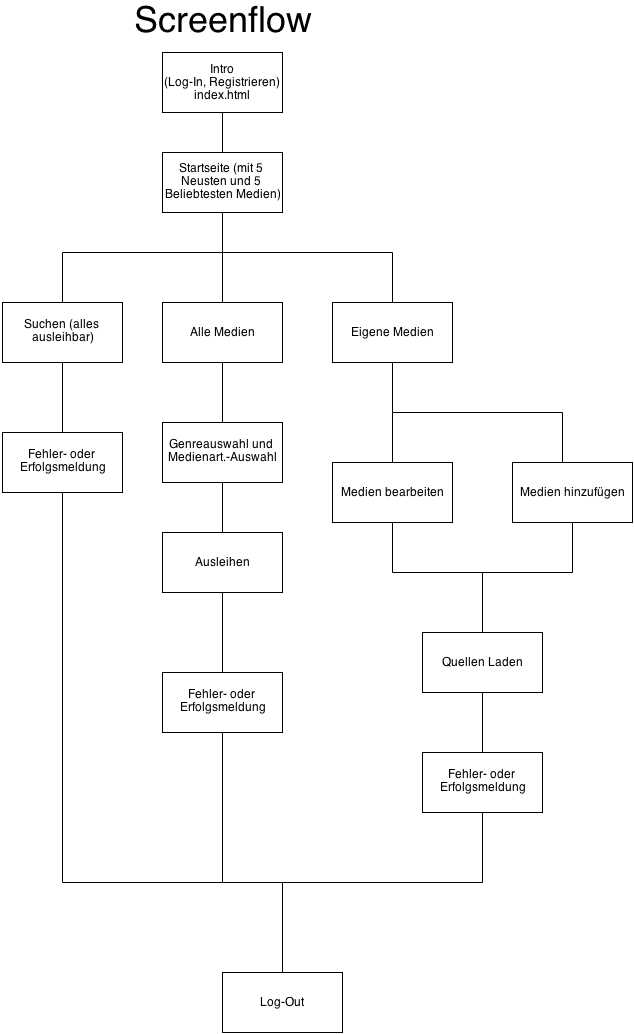 Screenflow
Intro
(Log-In, Registrieren)
index.html
Startseite (mit 5
Neusten und 5
Beliebtesten Medien)
Suchen (alles
ausleihbar)
Alle Medien
Eigene Medien
Fehler- oder
Erfolgsmeldung
Genreauswahl und
Medienart.-Auswahl
Medien bearbeiten
Medien hinzufügen
Ausleihen
Quellen Laden
Fehler- oder
Erfolgsmeldung
Fehler- oder
Erfolgsmeldung
Log-Out